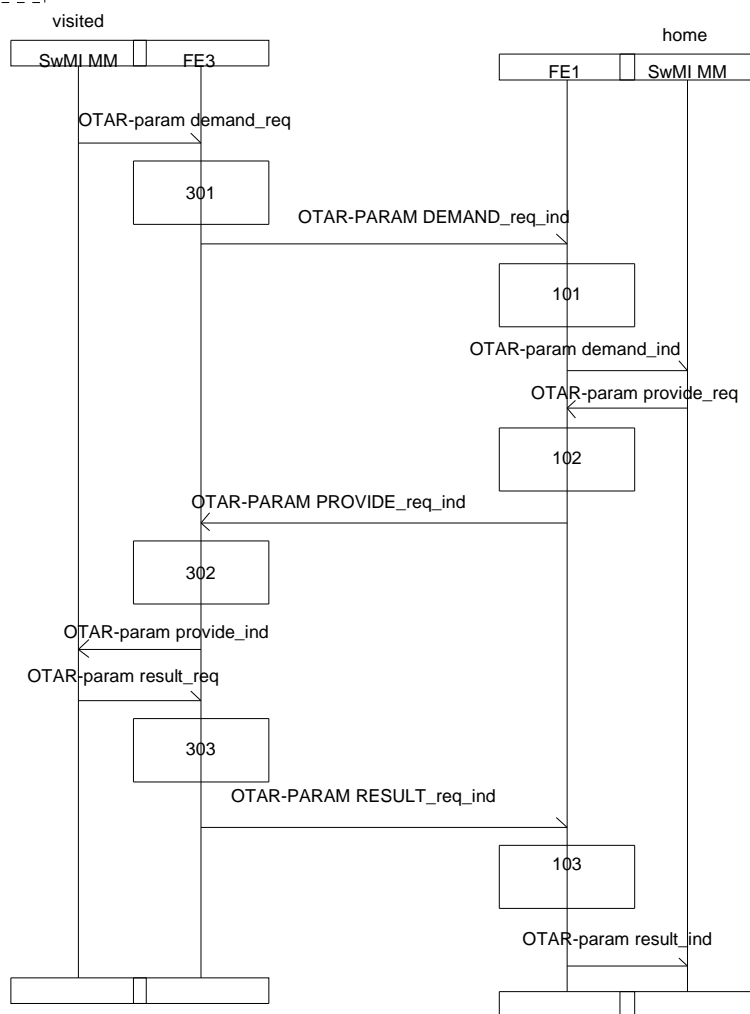 visited
home
SwMI MM
FE3
FE1
SwMI MM
OTAR-param demand_req
301
OTAR-PARAM DEMAND_req_ind
101
OTAR-param demand_ind
OTAR-param provide_req
102
OTAR-PARAM PROVIDE_req_ind
302
OTAR-param provide_ind
OTAR-param result_req
303
OTAR-PARAM RESULT_req_ind
103
OTAR-param result_ind